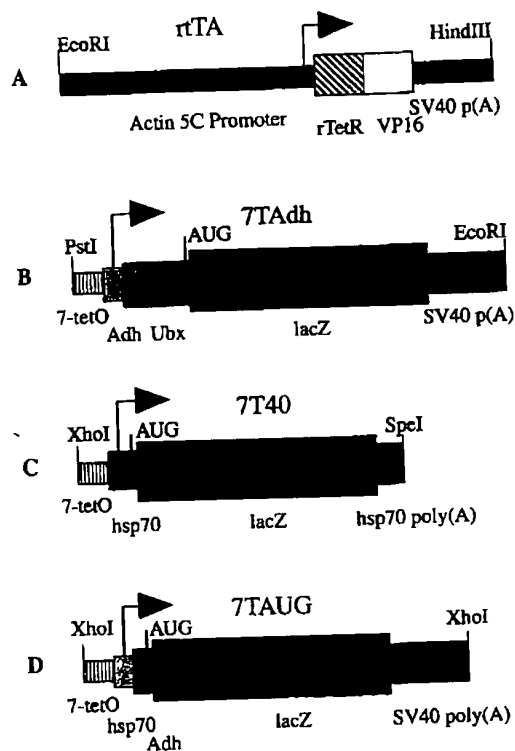 rtTA
EcoRI
HindIII
A
SV40 p(A)
Actin 5C Promoter
rTetR
VP16
7TAdh
PstI
AUG
EcoRI
B
7-tetO
Adh Ubx
lacZ
SV40 p(A)
7T40
XhoI
AUG
SpeI
C
7-tetO
hsp70
lacZ
hsp70 poly(A)
7TAUG
XhoI
AUG
XhoI
D
7-tetO
hsp70
Adh
lacZ
SV40 poly(A)